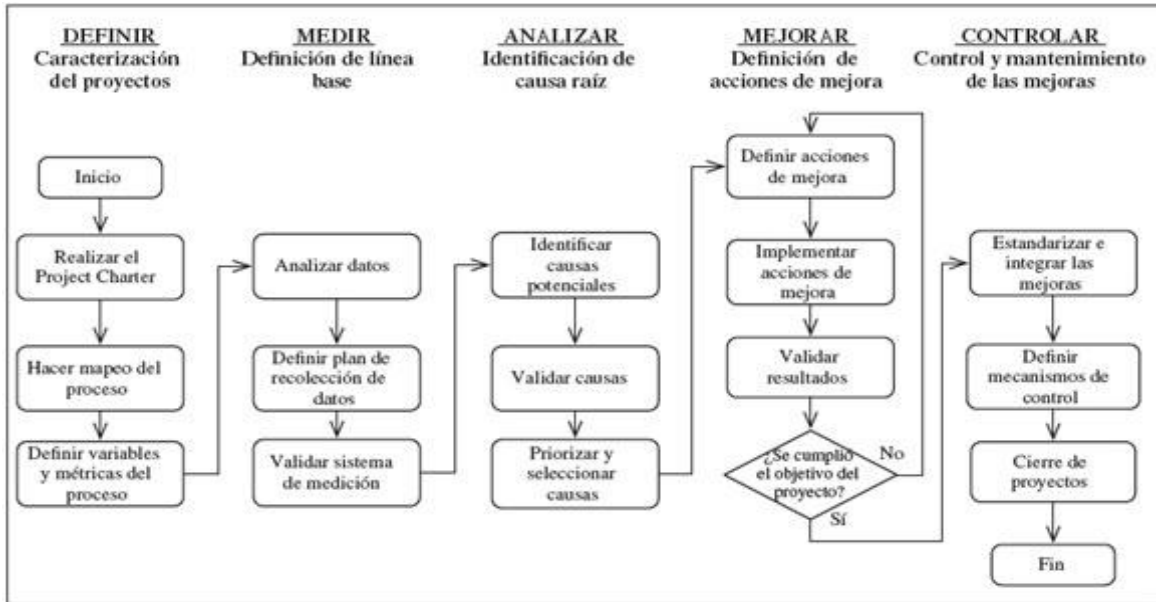 DEFINIR
Caracterización
del proyectos
MEDIR
Definición de línea
base
ANALIZAR
Identificación de
causa raíz
MEJORAR
Definición de
acciones de mejora
CONTROLAR
Control y mantenimiento
de las mejoras
Inicio
Realizar el
Project Charter
Hacer mapeo del
proceso
Definir variables
y métricas del
proceso
Analizar datos
Definir plan de
recolección de
datos
Validar sistema
de medición
Identificar
causas
potenciales
Validar causas
Priorizar y
seleccionar
causas
Definir acciones
de mejora
Implementar
acciones de
mejora
Validar
resultados
¿Se cumplió
el objetivo del
proyecto?
No
Sí
Estandarizar e
integrar las
mejoras
Definir
mecanismos de
control
Cierre de
proyectos
Fin